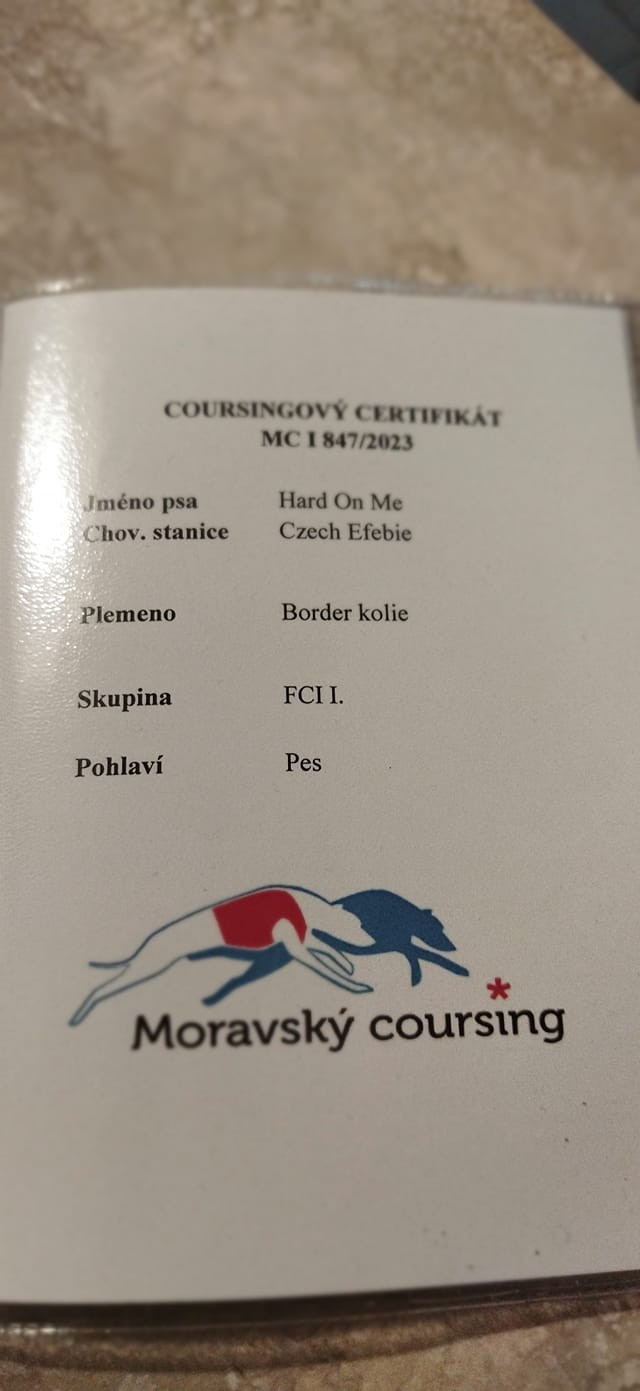 COURSINGOVÝ CERTIFIKÁT
MC I 847/2023
Jméno psa Hard On Me
Chov. stanice Czech Efebie
Plemeno Border kolie
Skupina FCI I.
Pohlaví Pes
Moravský coursing*